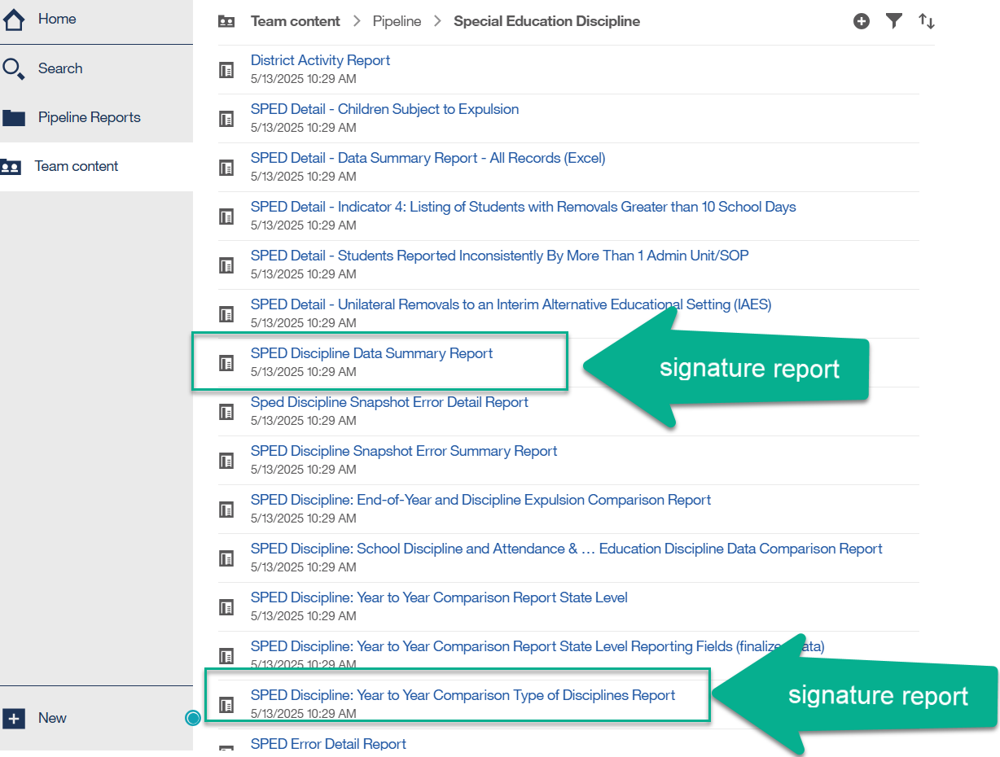 Home
Search
Pipeline Reports
Team content
New
Team content > Pipeline > Special Education Discipline
District Activity Report
5/13/2025 10:29 AM
SPED Detail - Children Subject to Expulsion
5/13/2025 10:29 AM
SPED Detail - Data Summary Report - All Records (Excel)
5/13/2025 10:29 AM
SPED Detail - Indicator 4: Listing of Students with Removals Greater than 10 School Days
5/13/2025 10:29 AM
SPED Detail - Students Reported Inconsistently By More Than 1 Admin Unit/SOP
5/13/2025 10:29 AM
SPED Detail - Unilateral Removals to an Interim Alternative Educational Setting (IAES)
5/13/2025 10:29 AM
SPED Discipline Data Summary Report
5/13/2025 10:29 AM
signature report
Sped Discipline Snapshot Error Detail Report
5/13/2025 10:29 AM
SPED Discipline Snapshot Error Summary Report
5/13/2025 10:29 AM
SPED Discipline: End-of-Year and Discipline Expulsion Comparison Report
5/13/2025 10:29 AM
SPED Discipline: School Discipline and Attendance & … Education Discipline Data Comparison Report
5/13/2025 10:29 AM
SPED Discipline: Year to Year Comparison Report State Level
5/13/2025 10:29 AM
SPED Discipline: Year to Year Comparison Report State Level Reporting Fields
5/13/2025 10:29 AM
SPED Discipline: Year to Year Comparison Type of Disciplines Report
5/13/2025 10:29 AM
signature report
SPED Error Detail Report